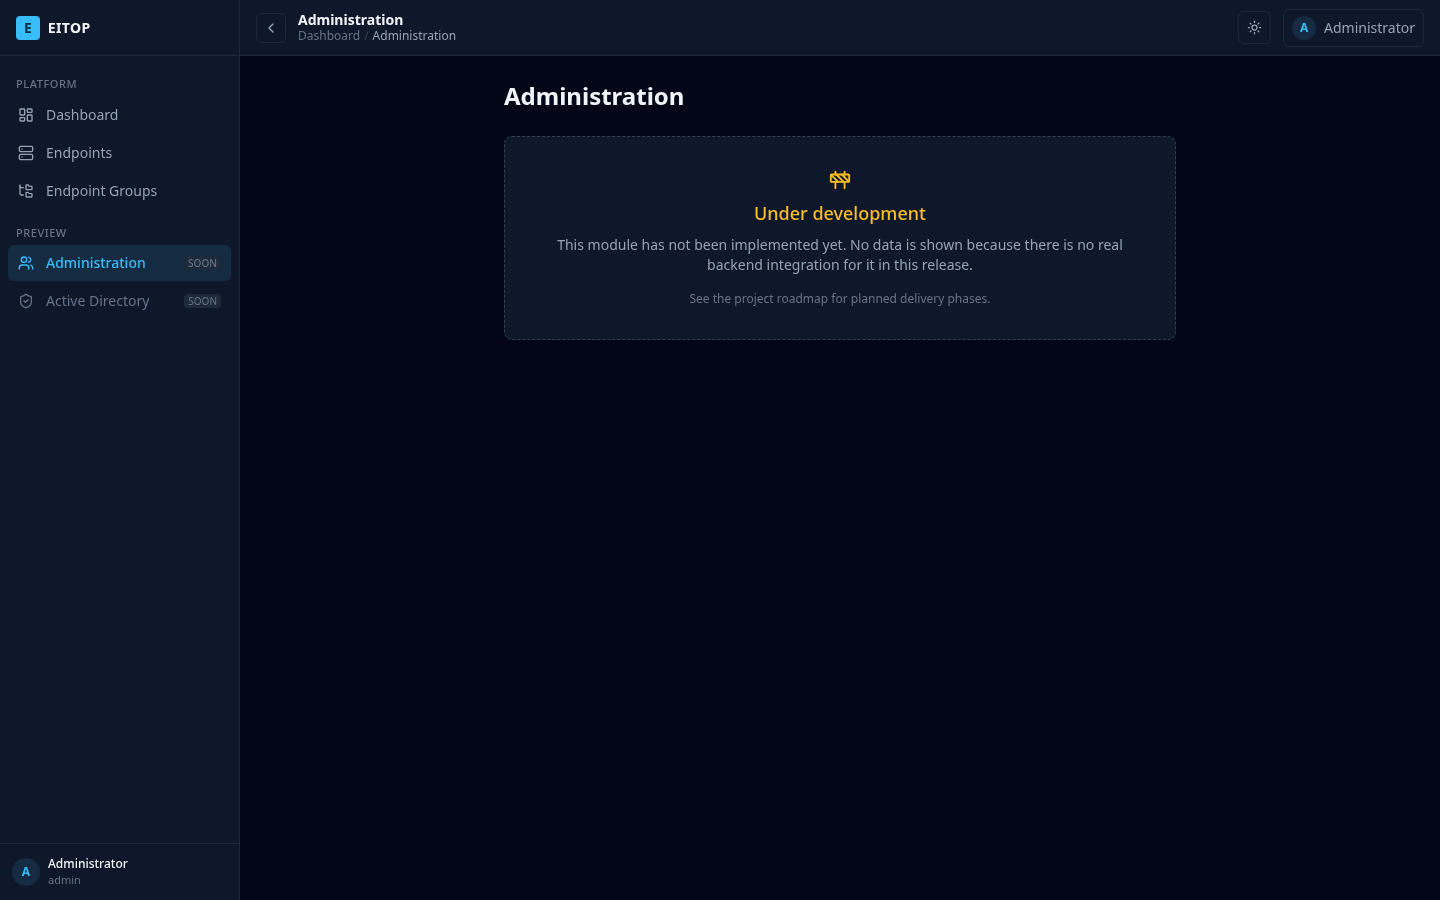 E EITOP
Administration
Dashboard / Administration
A Administrator
PLATFORM
Dashboard
Endpoints
Endpoint Groups
PREVIEW
Administration SOON
Active Directory SOON
Administration
Under development
This module has not been implemented yet. No data is shown because there is no real
backend integration for it in this release.
See the project roadmap for planned delivery phases.
A Administrator
admin